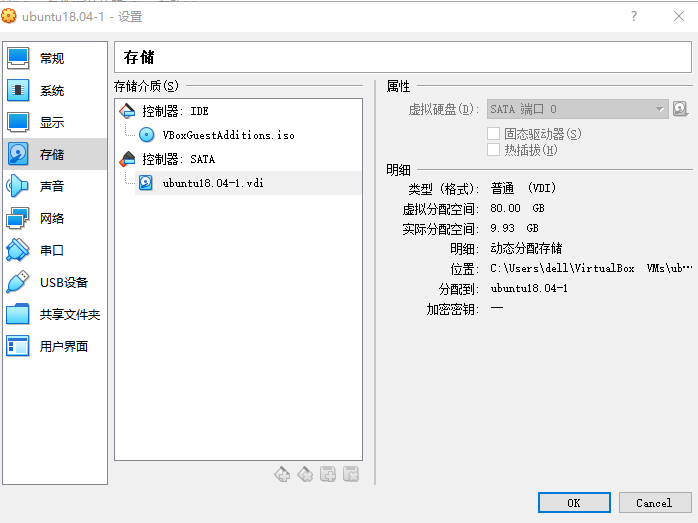 ubuntu18.04-1 - 设置
?
常规
系统
显示
存储
声音
网络
串口
USB设备
共享文件夹
用户界面
存储
存储介质(S)
控制器: IDE
VBoxGuestAdditions.iso
控制器: SATA
ubuntu18.04-1.vdi
属性
虚拟硬盘(D): SATA 端口 0
固态驱动器(S)
热插拔(H)
明细
类型 (格式): 普通 (VDI)
虚拟分配空间: 80.00 GB
实际分配空间: 9.93 GB
明细: 动态分配存储
位置: C:\Users\dell\VirtualBox VMs\ub…
分配到: ubuntu18.04-1
加密密钥: —
OK
Cancel